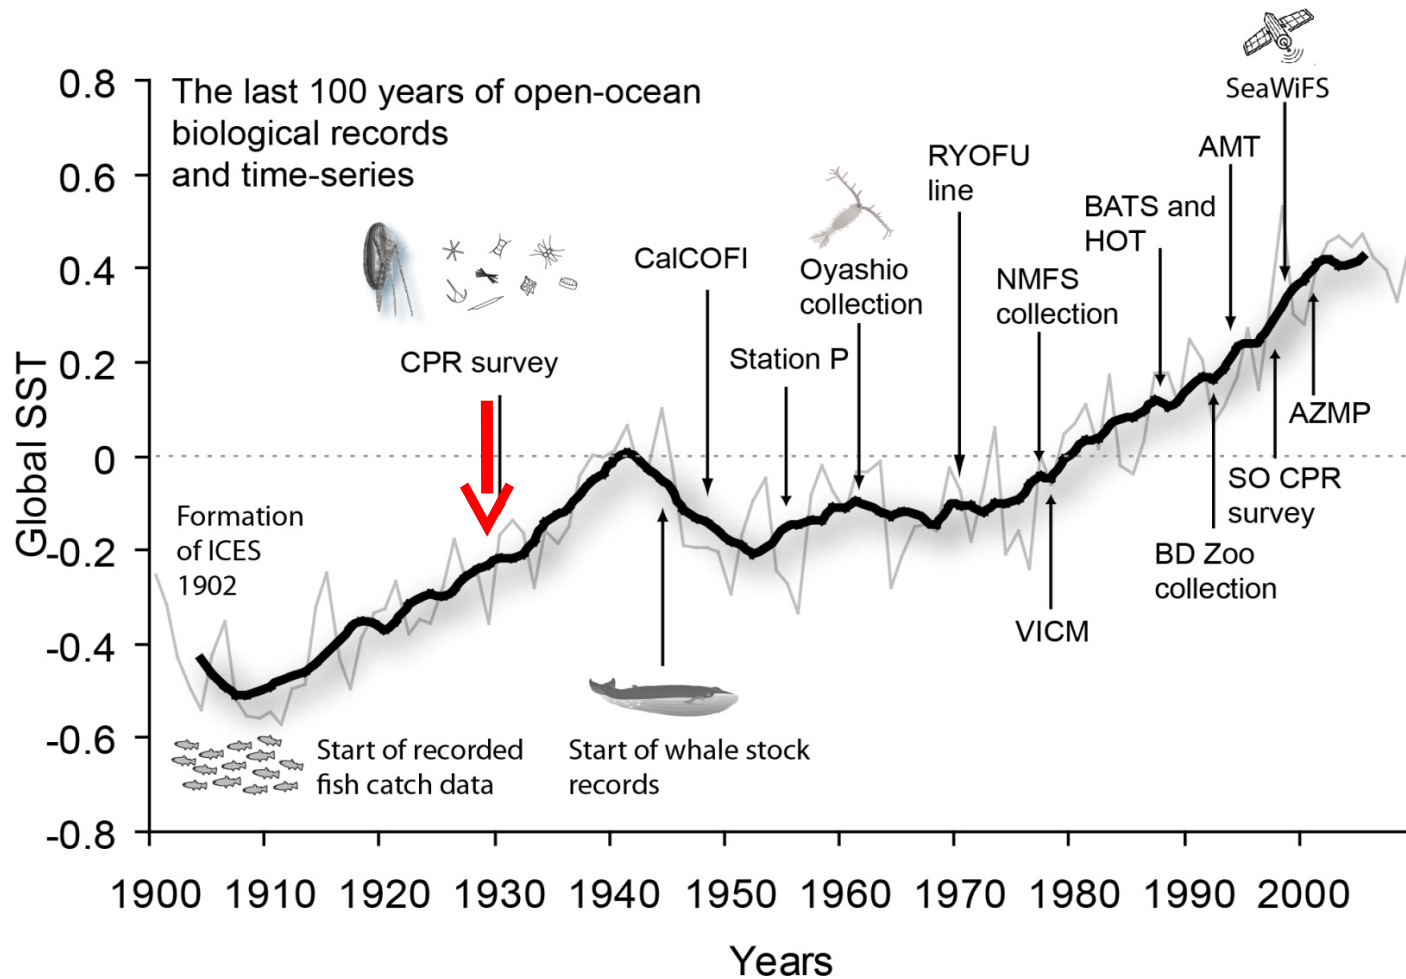 The last 100 years of open-ocean
biological records
and time-series
SeaWiFS
AMT
RYOFU
line
BATS and
HOT
CalCOFI
Oyashio
collection
NMFS
collection
CPR survey
Station P
AZMP
SO CPR
survey
BD Zoo
collection
VICM
Formation
of ICES
1902
Start of recorded
fish catch data
Start of whale stock
records
Global SST
0.8
0.6
0.4
0.2
0
-0.2
-0.4
-0.6
-0.8
1900 1910 1920 1930 1940 1950 1960 1970 1980 1990 2000
Years